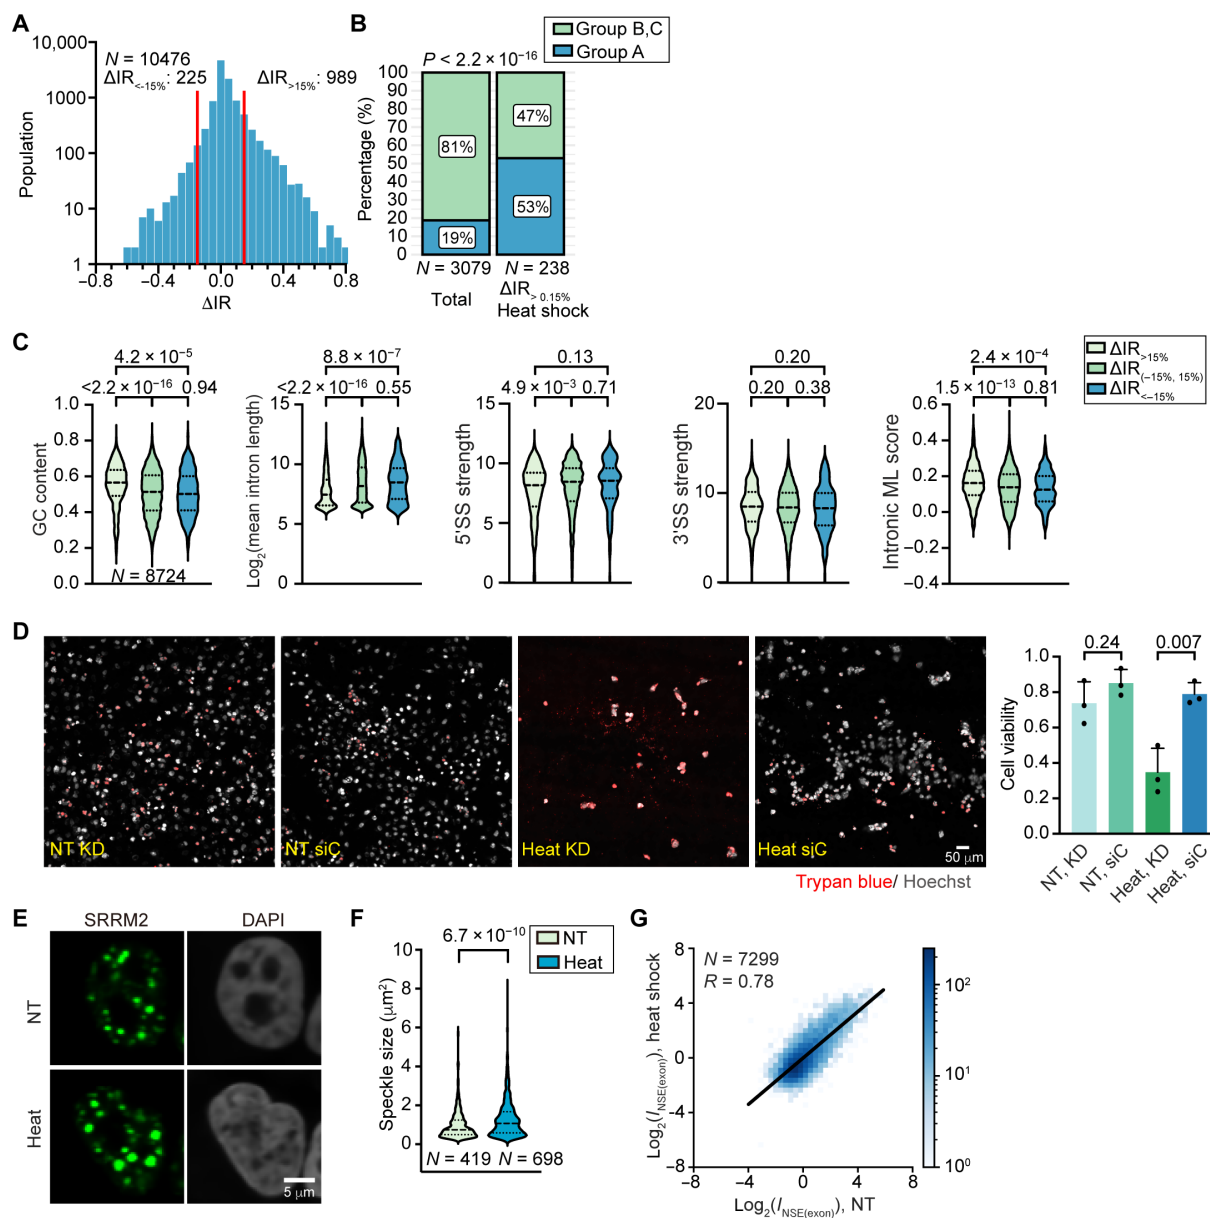 A
10,000
1000
100
10
1
Population
N = 10476
ΔIR<-15%: 225
ΔIR>15%: 989
−0.8
−0.4
0.0
0.4
0.8
ΔIR
B
Group B,C
Group A
P < 2.2 × 10−16
100
90
80
70
60
50
40
30
20
10
0
Percentage (%)
81%
19%
47%
53%
N = 3079
N = 238
Total
ΔIR> 0.15%
Heat shock
C
ΔIR>15%
ΔIR(−15%, 15%)
ΔIR<−15%
4.2 × 10−5
<2.2 × 10−16
0.94
1.0
0.8
0.6
0.4
0.2
0.0
GC content
N = 8724
8.8 × 10−7
<2.2 × 10−16
0.55
15
10
5
0
Log2(mean intron length)
0.13
4.9 × 10−3
0.71
15
10
5
0
5'SS strength
0.20
0.20
0.38
20
10
0
3'SS strength
2.4 × 10−4
1.5 × 10−13
0.81
0.6
0.4
0.2
0.0
−0.2
−0.4
Intronic ML score
D
NT KD
NT siC
Heat KD
Heat siC
50 μm
Trypan blue/ Hoechst
0.24
0.007
1.0
0.8
0.6
0.4
0.2
0.0
Cell viability
NT, KD
NT, siC
Heat, KD
Heat, siC
E
SRRM2
DAPI
NT
Heat
5 μm
F
6.7 × 10−10
NT
Heat
10
8
6
4
2
0
Speckle size (μm2)
N = 419
N = 698
G
N = 7299
R = 0.78
8
4
0
−4
−8
Log2(INSE(exon)), heat shock
−8
−4
0
4
8
Log2(INSE(exon)), NT
102
101
100